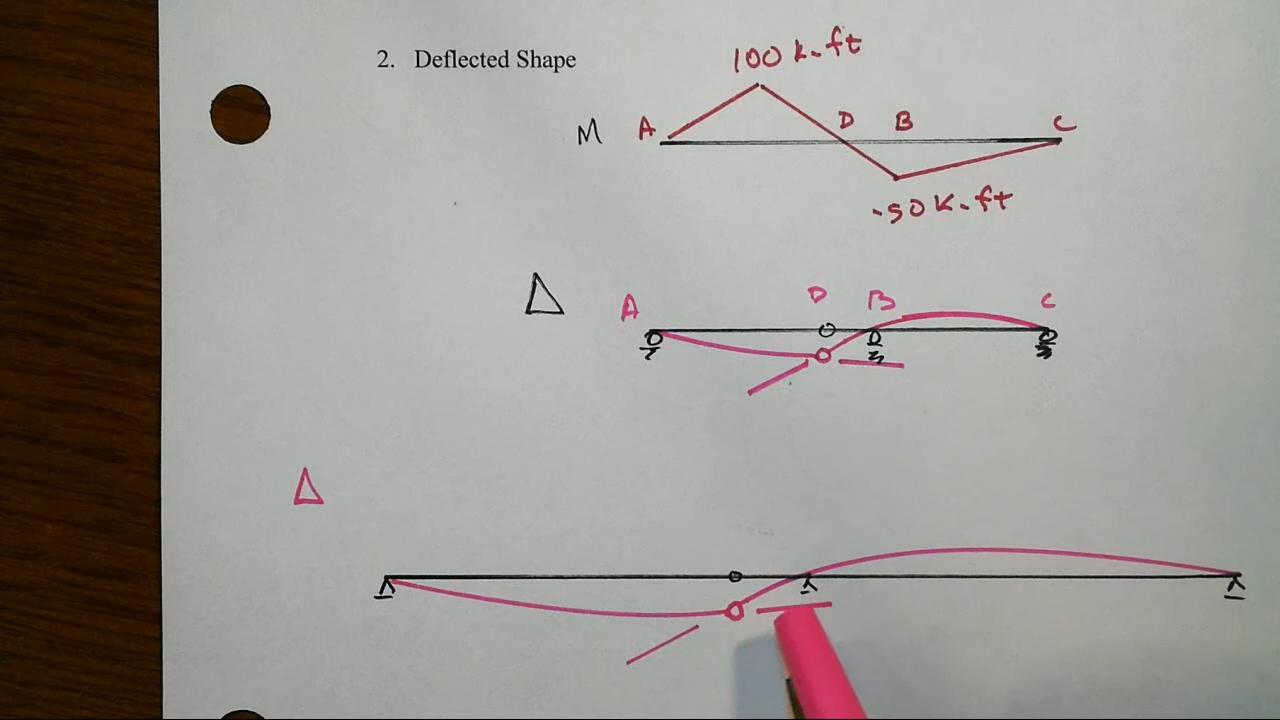 2. Deflected Shape
100 k-ft
M A D B C
-50 K-ft
Δ A D B C
Δ